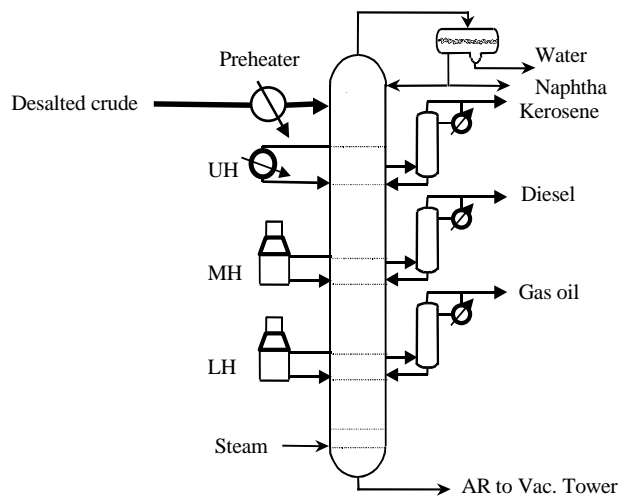 Water
Preheater
Naphtha
Desalted crude
Kerosene
UH
Diesel
MH
Gas oil
LH
Steam
AR to Vac. Tower